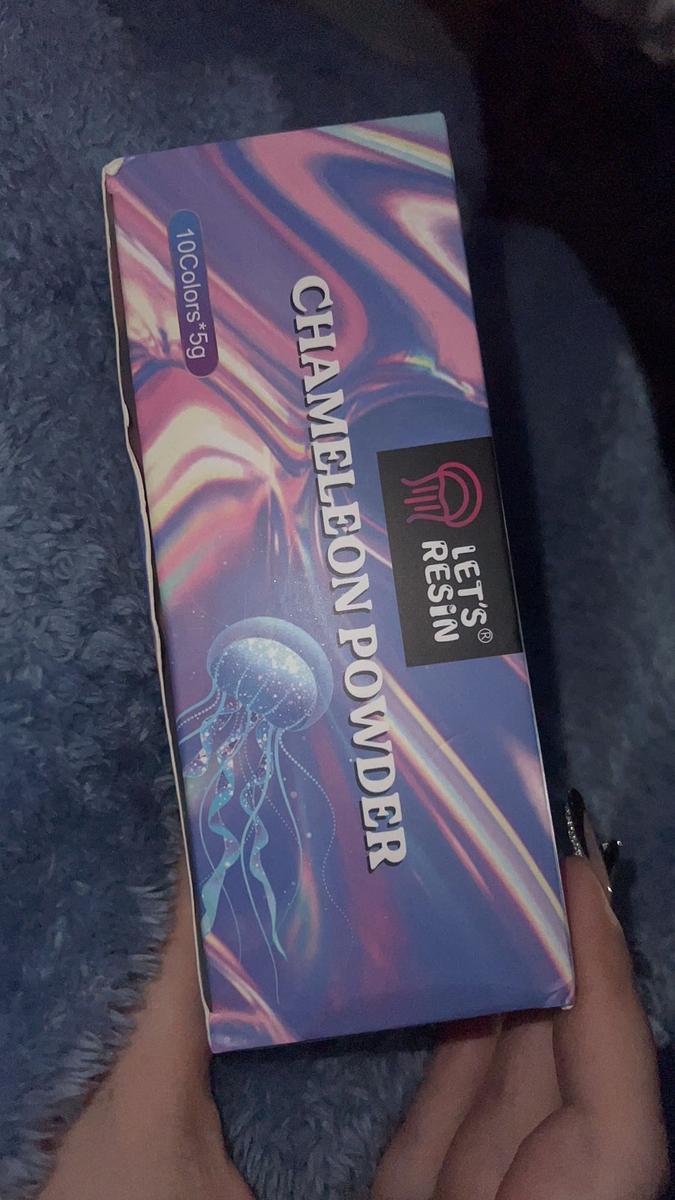 LET'S
RESiN®
CHAMELEON POWDER
10Colors*5g